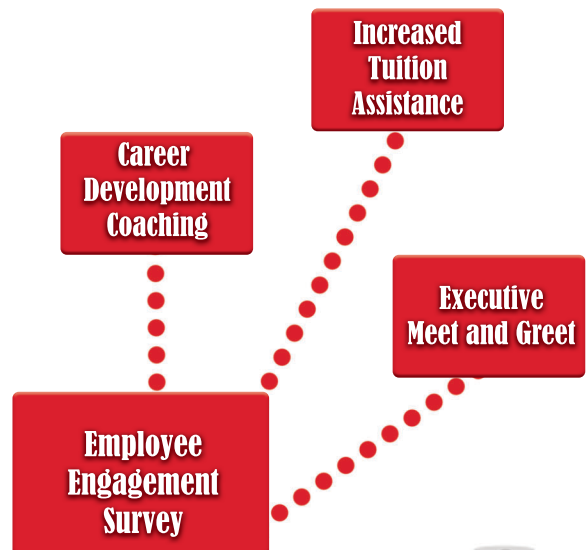 Increased
Tuition
Assistance
Career
Development
Coaching
Executive
Meet and Greet
Employee
Engagement
Survey